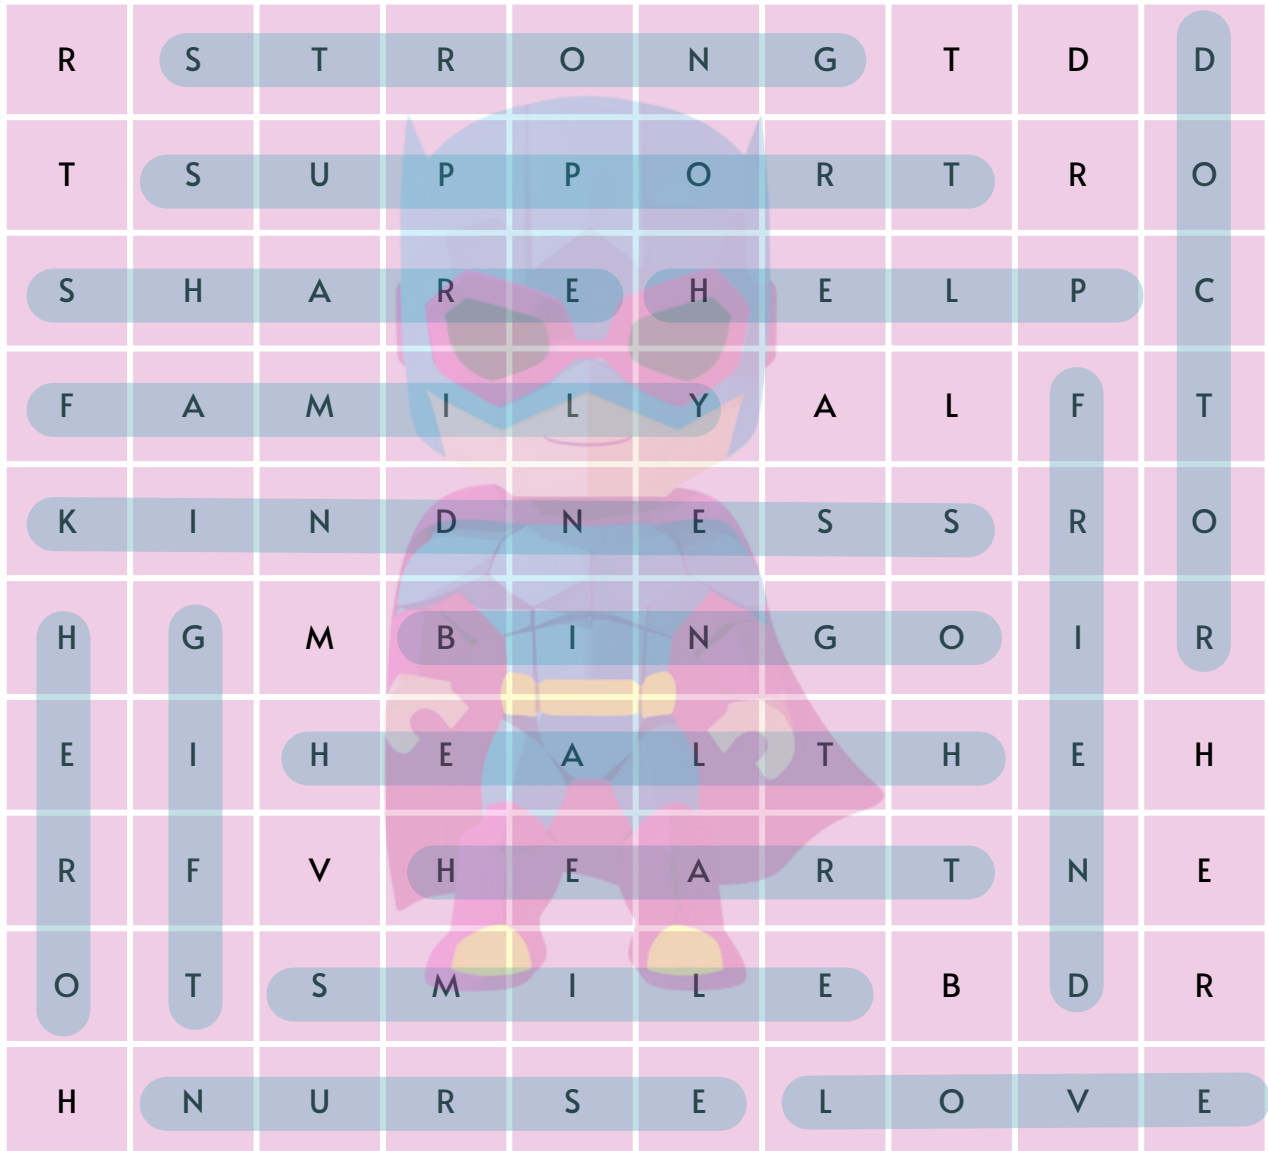 R S T R O N G T D D
T S U P P O R T R O
S H A R E H E L P C
F A M I L Y A L F T
K I N D N E S S R O
H G M B I N G O I R
E I H E A L T H E H
R F V H E A R T N E
O T S M I L E B D R
H N U R S E L O V E